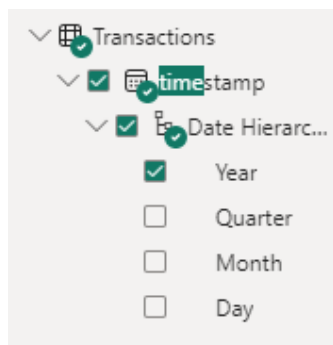 Transactions
timestamp
Date Hierarc...
Year
Quarter
Month
Day